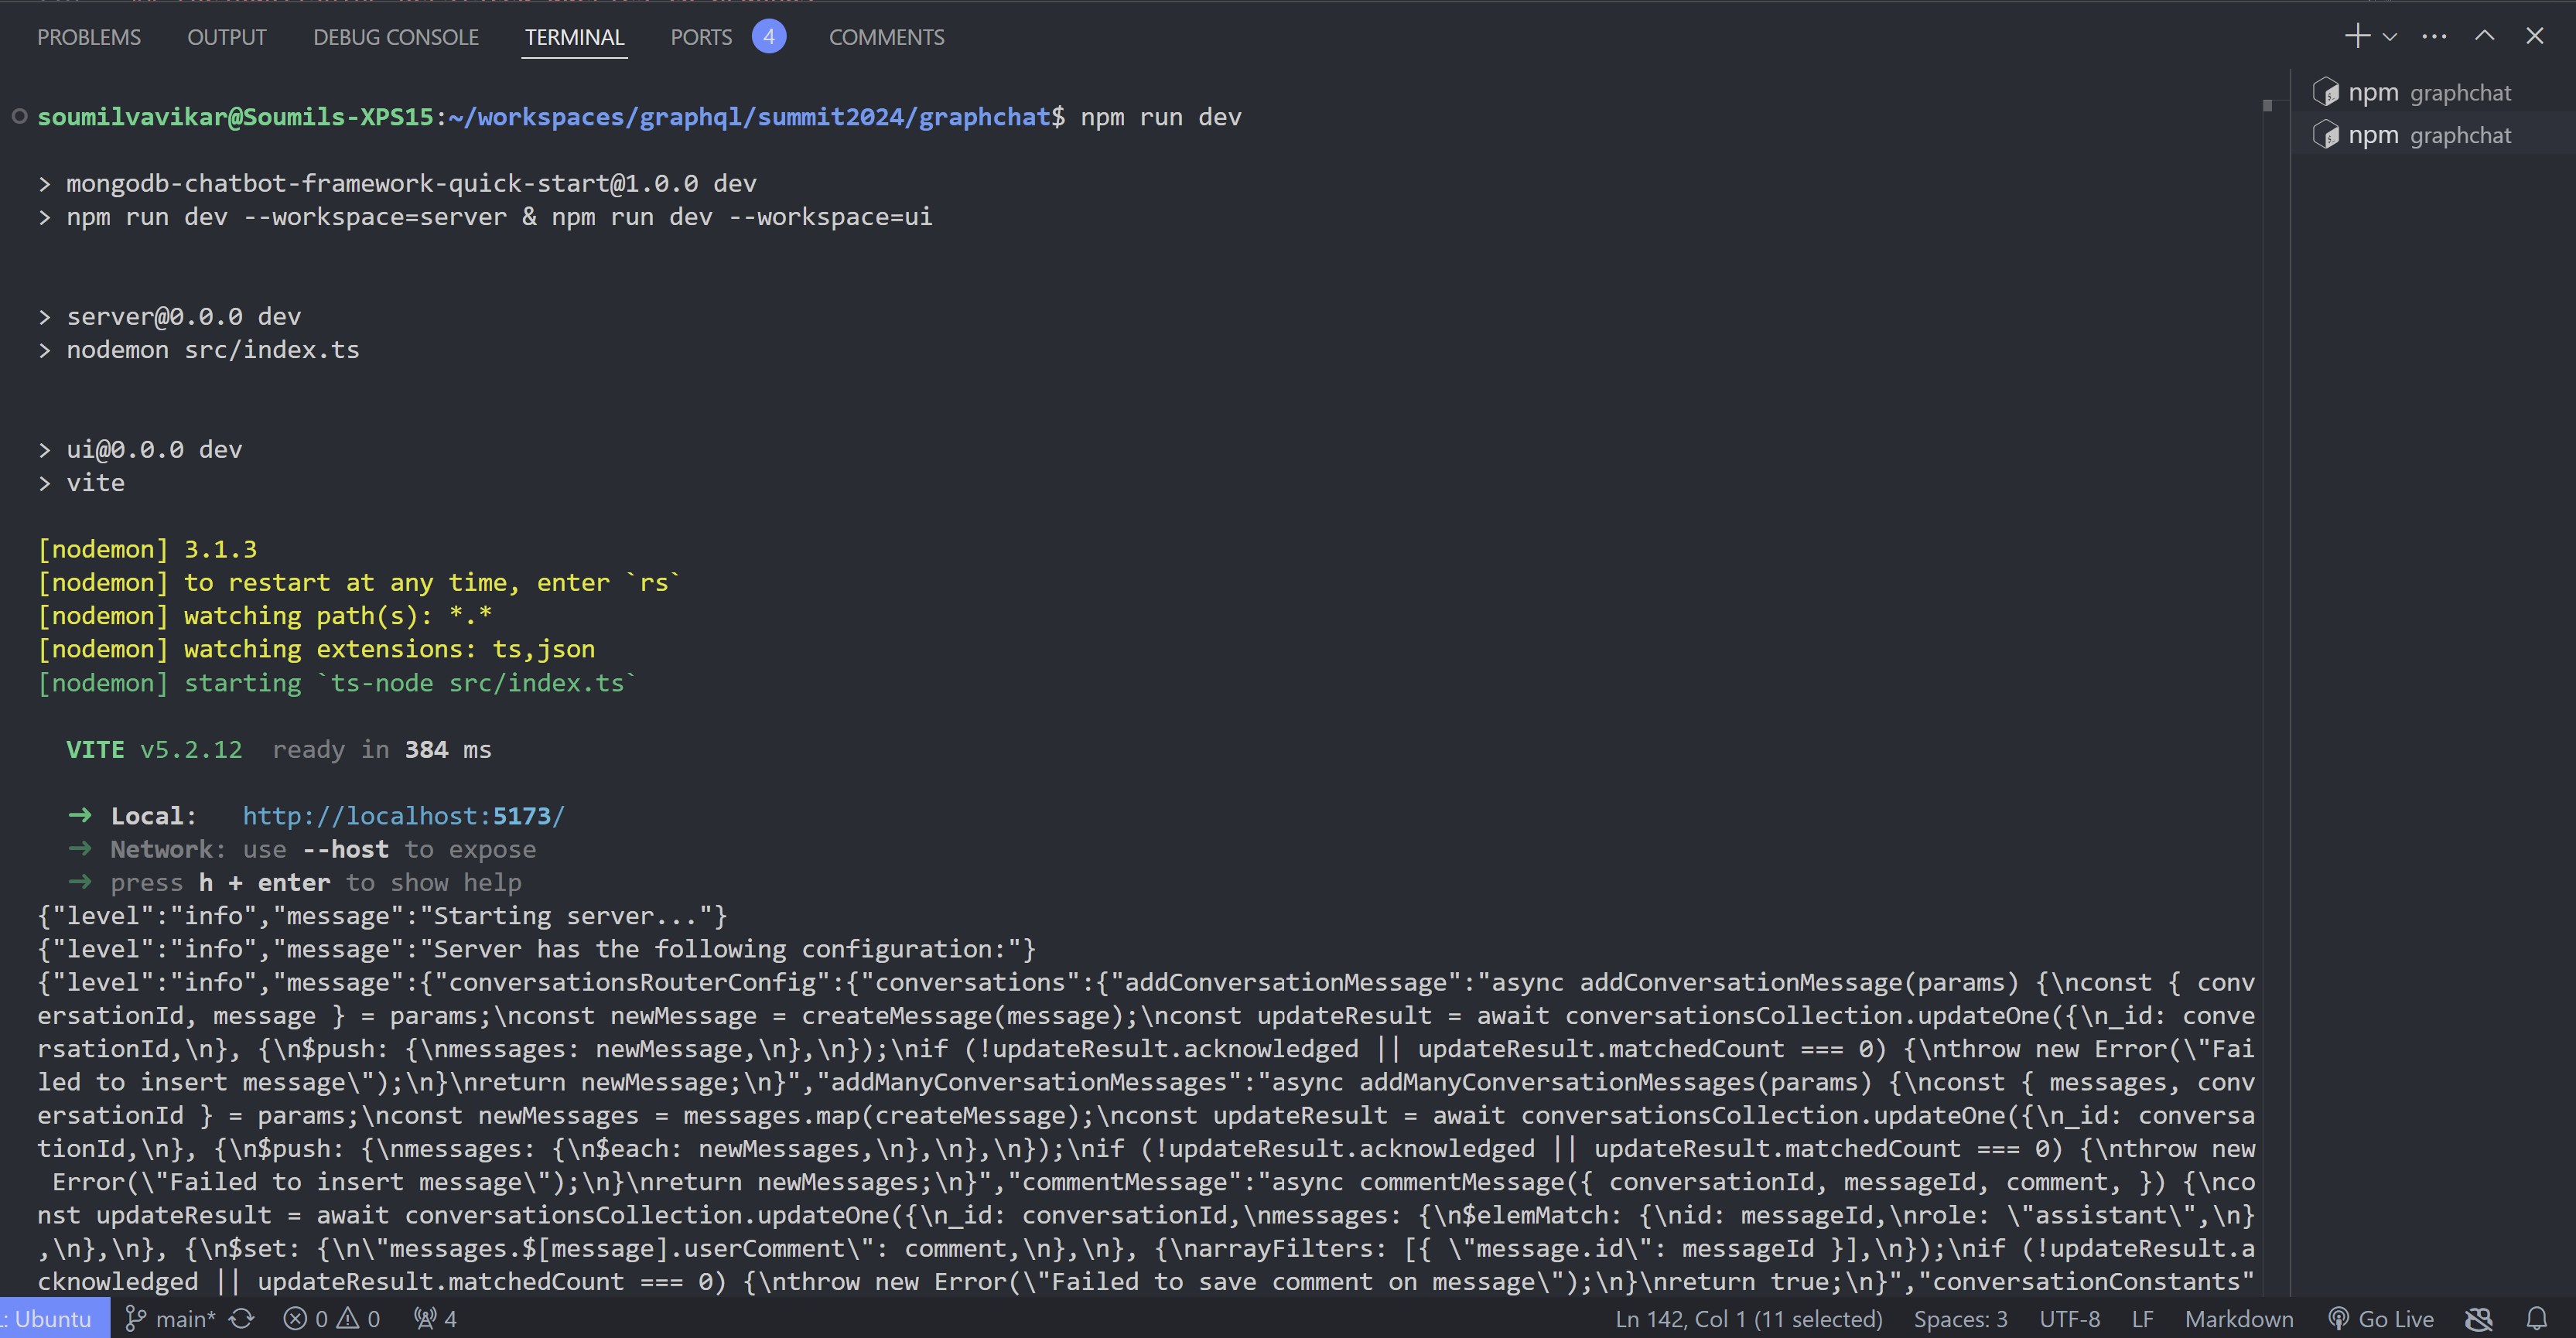 PROBLEMS OUTPUT DEBUG CONSOLE TERMINAL PORTS 4 COMMENTS
soumilvavikar@Soumils-XPS15:~/workspaces/graphql/summit2024/graphchat$ npm run dev
> mongodb-chatbot-framework-quick-start@1.0.0 dev
> npm run dev --workspace=server & npm run dev --workspace=ui
> server@0.0.0 dev
> nodemon src/index.ts
> ui@0.0.0 dev
> vite
[nodemon] 3.1.3
[nodemon] to restart at any time, enter `rs`
[nodemon] watching path(s): *.*
[nodemon] watching extensions: ts,json
[nodemon] starting `ts-node src/index.ts`
VITE v5.2.12 ready in 384 ms
➜ Local: http://localhost:5173/
➜ Network: use --host to expose
➜ press h + enter to show help
{"level":"info","message":"Starting server..."}
{"level":"info","message":"Server has the following configuration:"}
{"level":"info","message":{"conversationsRouterConfig":{"conversations":{"addConversationMessage":"async addConversationMessage(params) {\nconst { conv
ersationId, message } = params;\nconst newMessage = createMessage(message);\nconst updateResult = await conversationsCollection.updateOne({\n_id: conve
rsationId,\n}, {\n$push: {\nmessages: newMessage,\n},\n});\nif (!updateResult.acknowledged || updateResult.matchedCount === 0) {\nthrow new Error(\"Fai
led to insert message\");\n}\nreturn newMessage;\n}","addManyConversationMessages":"async addManyConversationMessages(params) {\nconst { messages, conv
ersationId } = params;\nconst newMessages = messages.map(createMessage);\nconst updateResult = await conversationsCollection.updateOne({\n_id: conversa
tionId,\n}, {\n$push: {\nmessages: {\n$each: newMessages,\n},\n},\n});\nif (!updateResult.acknowledged || updateResult.matchedCount === 0) {\nthrow new
 Error(\"Failed to insert message\");\n}\nreturn newMessages;\n}","commentMessage":"async commentMessage({ conversationId, messageId, comment, }) {\nco
nst updateResult = await conversationsCollection.updateOne({\n_id: conversationId,\nmessages: {\n$elemMatch: {\nid: messageId,\nrole: \"assistant\",\n}
,\n},\n}, {\n$set: {\n\"messages.$[message].userComment\": comment,\n},\n}, {\narrayFilters: [{ \"message.id\": messageId }],\n});\nif (!updateResult.a
cknowledged || updateResult.matchedCount === 0) {\nthrow new Error(\"Failed to save comment on message\");\n}\nreturn true;\n}","conversationConstants"
npm graphchat
npm graphchat
: Ubuntu main* 0 0 4 Ln 142, Col 1 (11 selected) Spaces: 3 UTF-8 LF Markdown Go Live